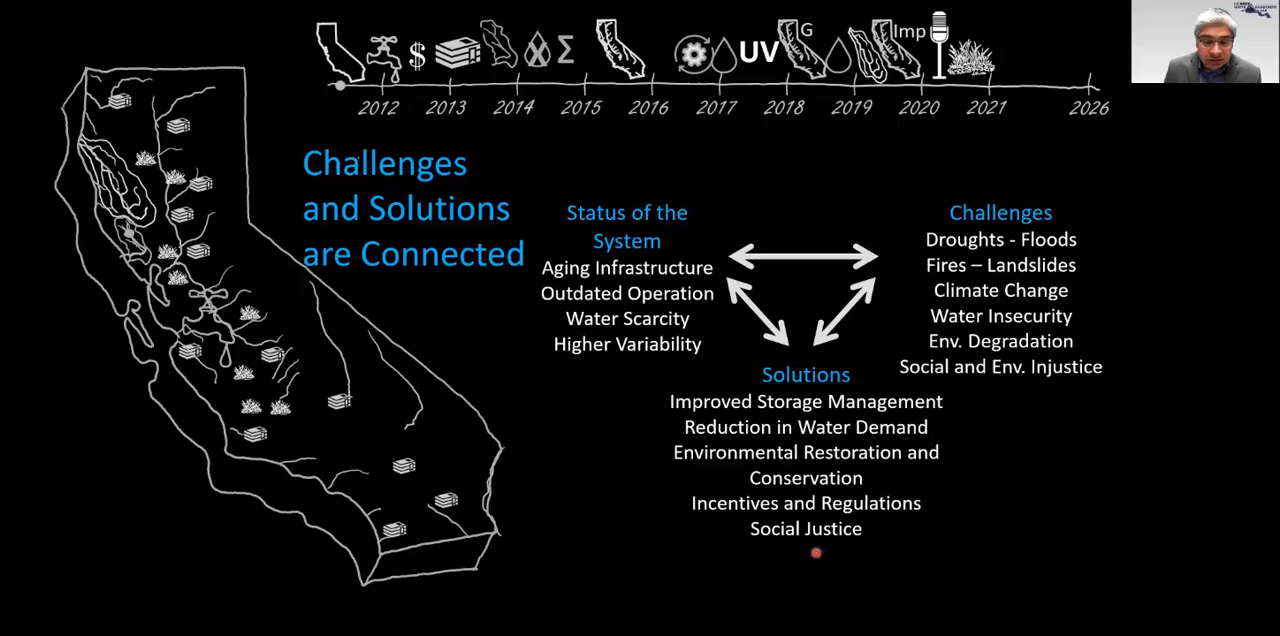 $ X Σ UV G Imp
2012 2013 2014 2015 2016 2017 2018 2019 2020 2021 2026
Challenges
and Solutions
are Connected
Status of the
System
Aging Infrastructure
Outdated Operation
Water Scarcity
Higher Variability
Challenges
Droughts - Floods
Fires – Landslides
Climate Change
Water Insecurity
Env. Degradation
Social and Env. Injustice
Solutions
Improved Storage Management
Reduction in Water Demand
Environmental Restoration and
Conservation
Incentives and Regulations
Social Justice